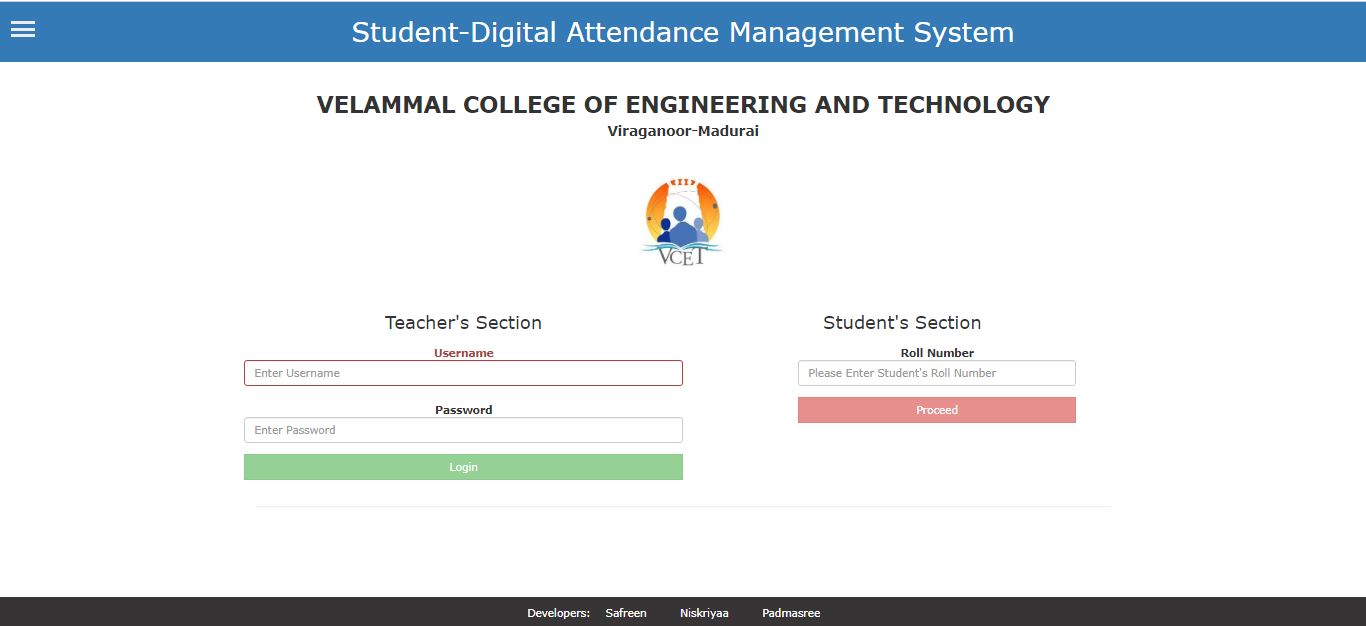 Student-Digital Attendance Management System
VELAMMAL COLLEGE OF ENGINEERING AND TECHNOLOGY
Viraganoor-Madurai
VCET
Teacher's Section
Username
Enter Username
Password
Enter Password
Login
Student's Section
Roll Number
Please Enter Student's Roll Number
Proceed
Developers: Safreen Niskriyaa Padmasree